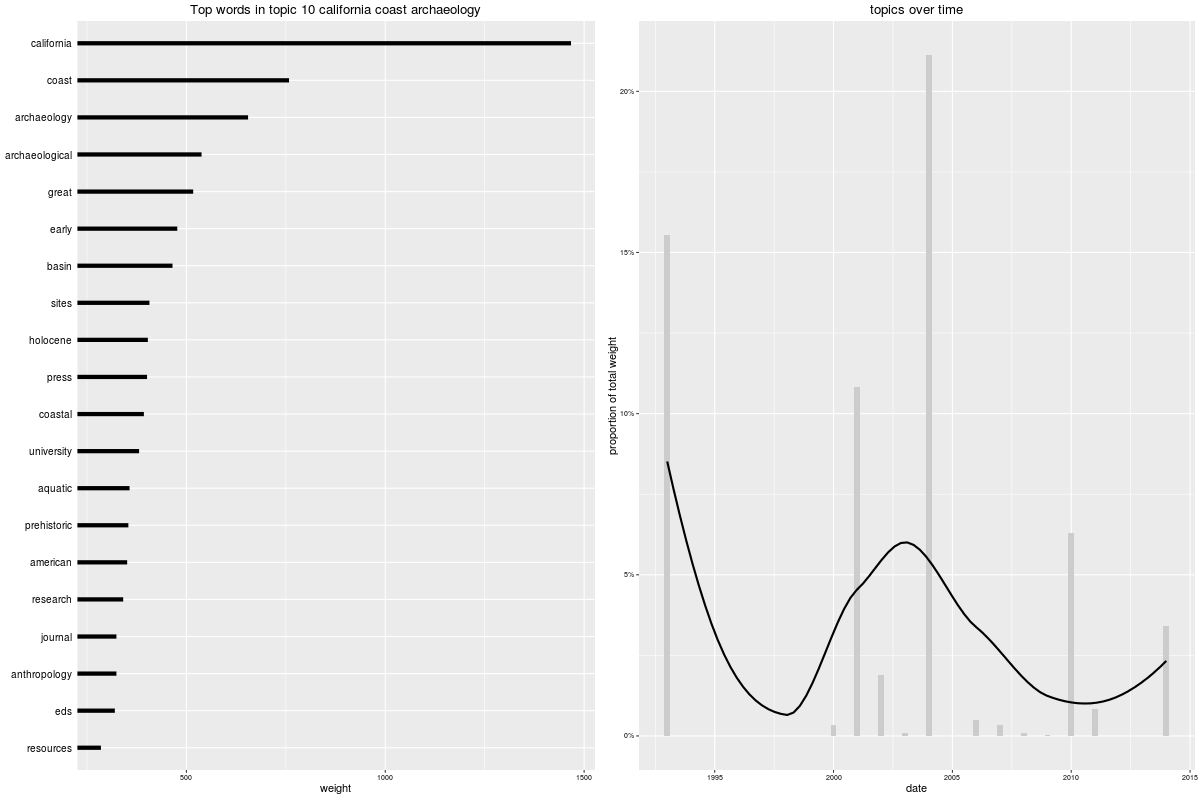 Top words in topic 10 california coast archaeology
california
coast
archaeology
archaeological
great
early
basin
sites
holocene
press
coastal
university
aquatic
prehistoric
american
research
journal
anthropology
eds
resources
500
1000
1500
weight
topics over time
proportion of total weight
20%
15%
10%
5%
0%
1995
2000
2005
2010
2015
date